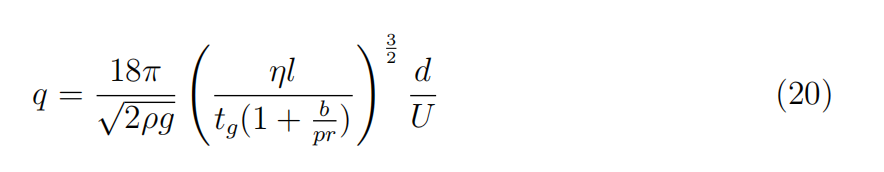 q = \frac{18\pi}{\sqrt{2\rho g}} \left( \frac{\eta l}{t_g(1 + \frac{b}{pr})} \right)^{\frac{3}{2}} \frac{d}{U} (20)